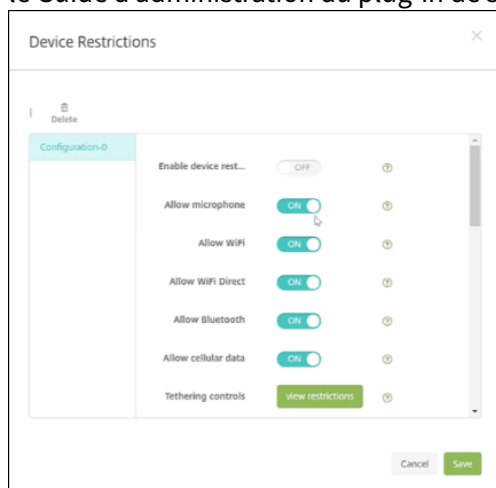 le Guide d'administration du plug-in de s
Device Restrictions
Delete
Configuration-0
Enable device rest... OFF
Allow microphone ON
Allow WiFi ON
Allow WiFi Direct ON
Allow Bluetooth ON
Allow cellular data ON
Tethering controls view restrictions
Cancel Save